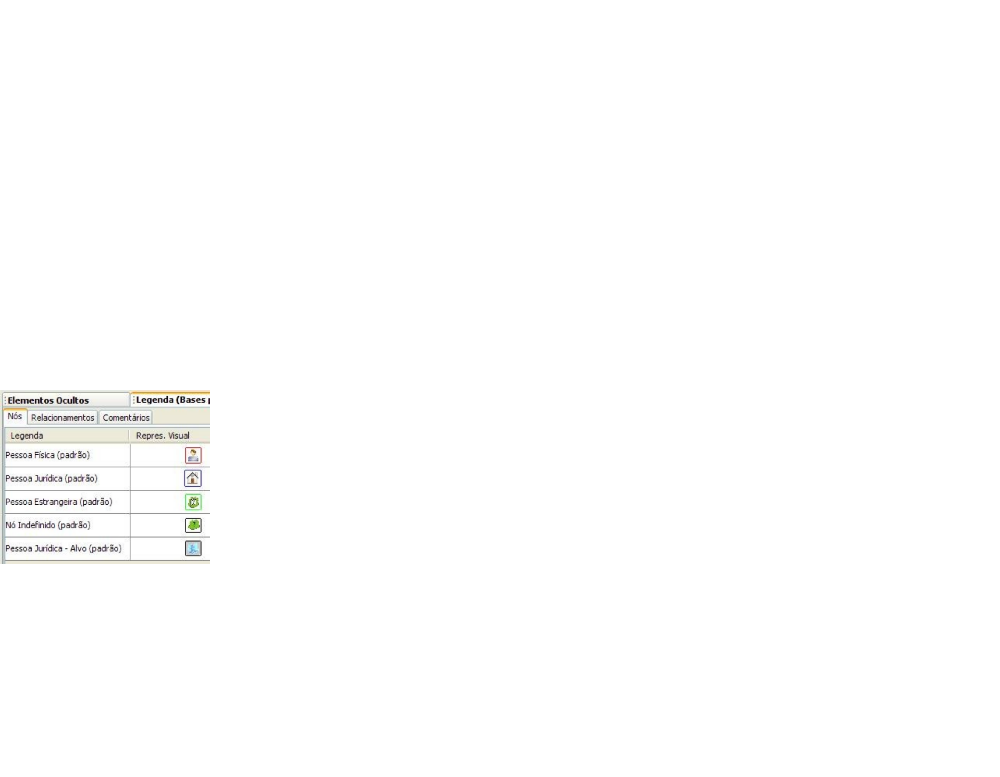 Elementos Ocultos Legenda (Bases
Nós Relacionamentos Comentários
Legenda Repres. Visual
Pessoa Física (padrão)
Pessoa Jurídica (padrão)
Pessoa Estrangeira (padrão)
Nó Indefinido (padrão)
Pessoa Jurídica - Alvo (padrão)